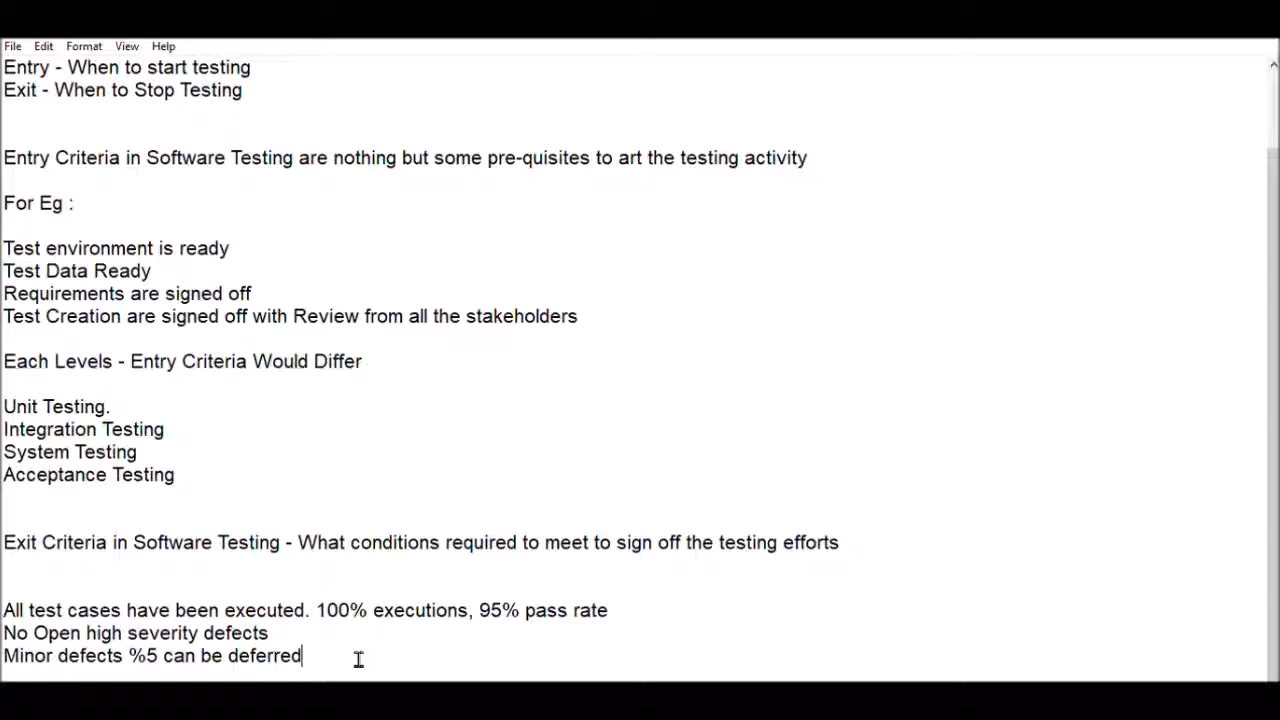 File Edit Format View Help
Entry - When to start testing
Exit - When to Stop Testing
Entry Criteria in Software Testing are nothing but some pre-quisites to art the testing activity
For Eg :
Test environment is ready
Test Data Ready
Requirements are signed off
Test Creation are signed off with Review from all the stakeholders
Each Levels - Entry Criteria Would Differ
Unit Testing.
Integration Testing
System Testing
Acceptance Testing
Exit Criteria in Software Testing - What conditions required to meet to sign off the testing efforts
All test cases have been executed. 100% executions, 95% pass rate
No Open high severity defects
Minor defects %5 can be deferred